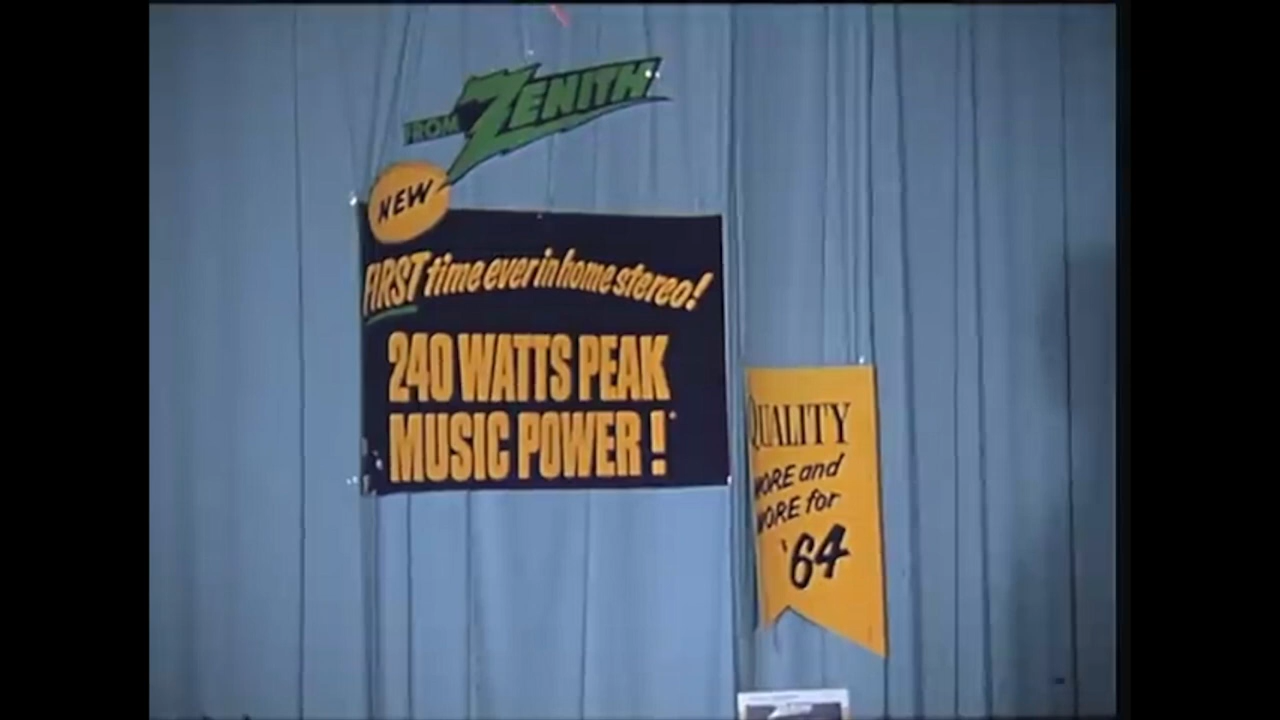 FROM ZENITH
NEW
FIRST time ever in home stereo!
240 WATTS PEAK
MUSIC POWER!*
QUALITY
MORE and
MORE for
'64